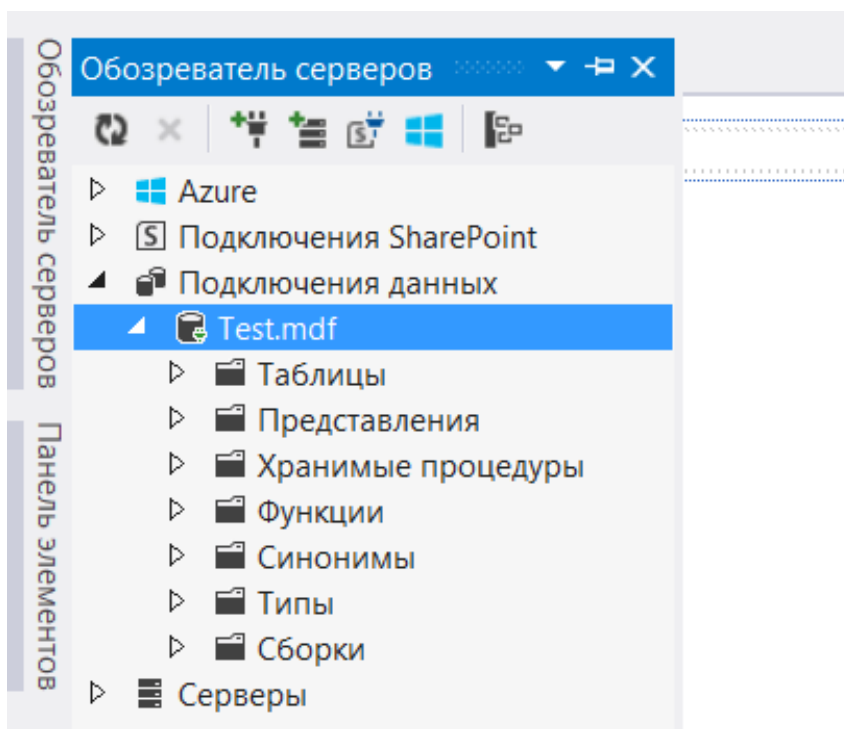 Обозреватель серверов
Панель элементов
Обозреватель серверов
Azure
Подключения SharePoint
Подключения данных
Test.mdf
Таблицы
Представления
Хранимые процедуры
Функции
Синонимы
Типы
Сборки
Серверы